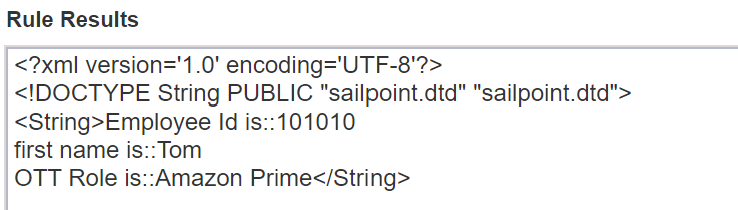 Rule Results
<?xml version='1.0' encoding='UTF-8'?>
<!DOCTYPE String PUBLIC "sailpoint.dtd" "sailpoint.dtd">
<String>Employee Id is::101010
first name is::Tom
OTT Role is::Amazon Prime</String>